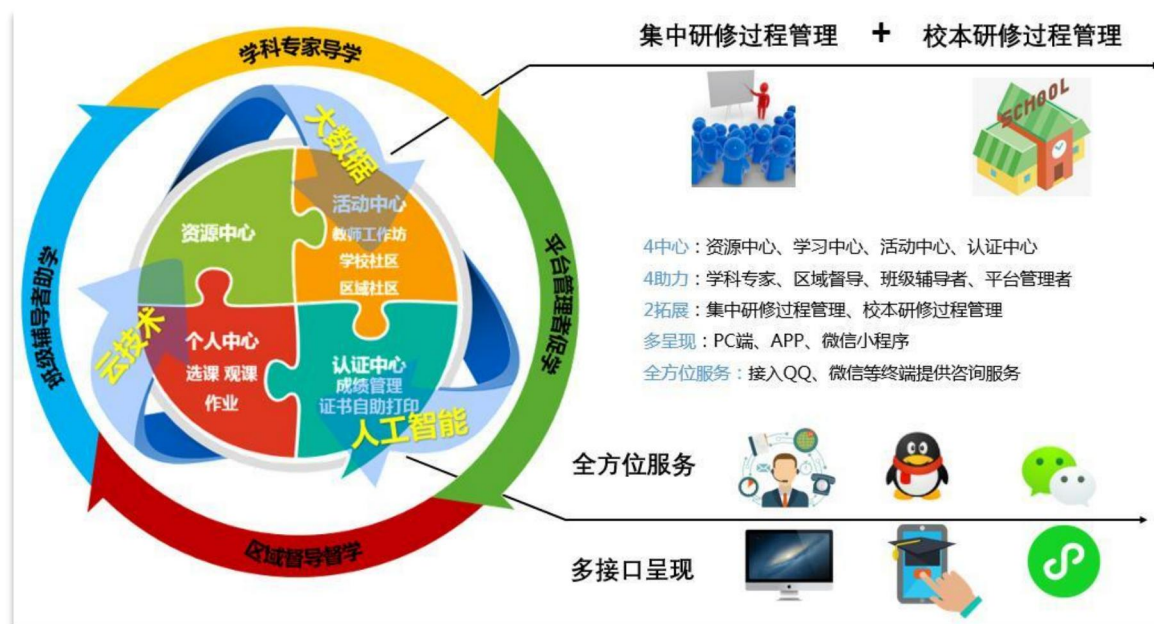 集中研修过程管理 + 校本研修过程管理
学科专家导学
大数据
SCHOOL
活动中心
教师工作坊
学校社区
区域社区
资源中心
班级辅导者助学
平台管理者促学
云技术
个人中心
选课 观课
作业
认证中心
成绩管理
证书自助打印
人工智能
区域督导督学
4中心：资源中心、学习中心、活动中心、认证中心
4助力：学科专家、区域督导、班级辅导者、平台管理者
2拓展：集中研修过程管理、校本研修过程管理
多呈现：PC端、APP、微信小程序
全方位服务：接入QQ、微信等终端提供咨询服务
全方位服务
多接口呈现